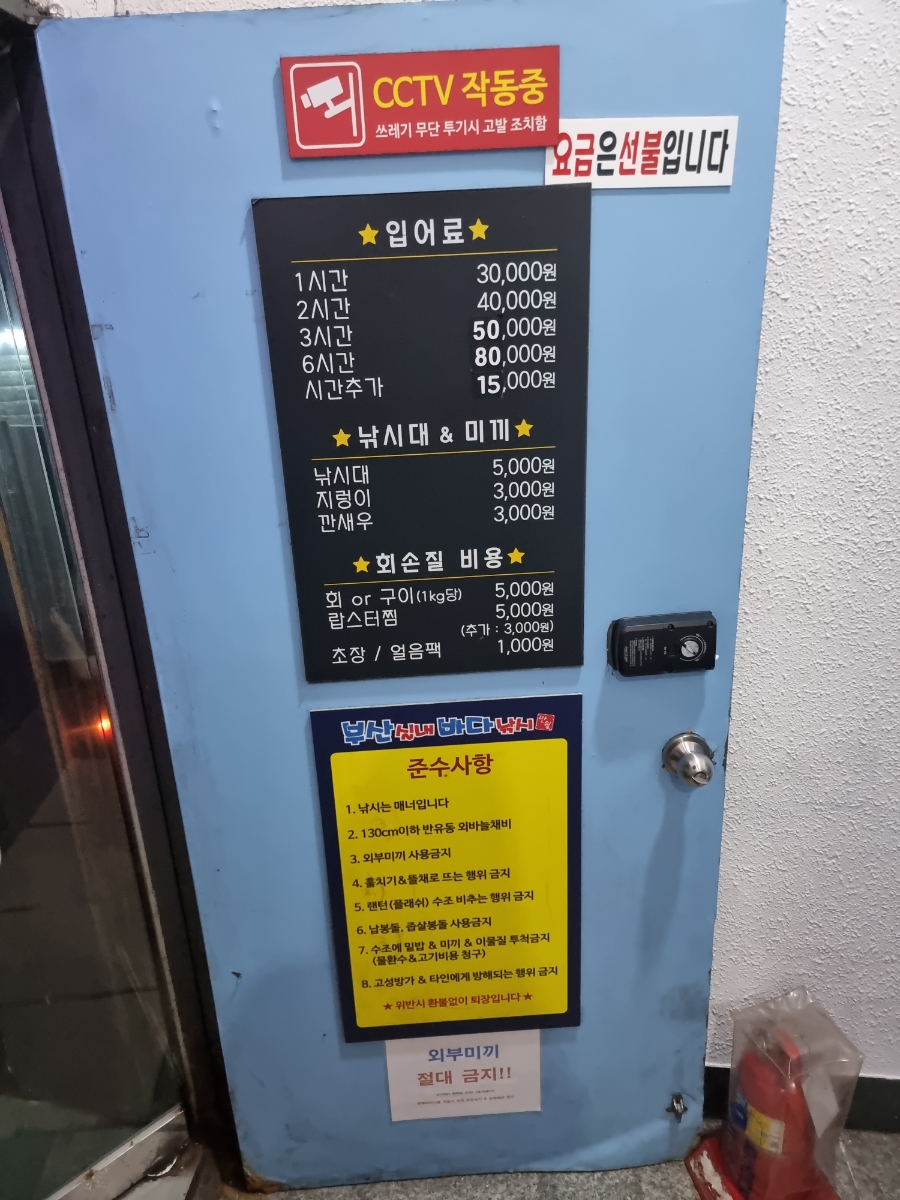 CCTV 작동중
쓰레기 무단 투기시 고발 조치함
요금은선불입니다
입어료
1시간 30,000원
2시간 40,000원
3시간 50,000원
6시간 80,000원
시간추가 15,000원
낚시대 & 미끼
낚시대 5,000원
지렁이 3,000원
깐새우 3,000원
회손질 비용
회 or 구이(1kg당) 5,000원
랍스터찜 5,000원
(추가 : 3,000원)
초장 / 얼음팩 1,000원
부산실내바다낚시
준수사항
1. 낚시는 매너입니다
2. 130cm이하 반유동 외바늘채비
3. 외부미끼 사용금지
4. 훌치기&뜰채로 뜨는 행위 금지
5. 랜턴(플래쉬) 수조 비추는 행위 금지
6. 납봉돌, 좁살봉돌 사용금지
7. 수조에 밑밥 & 미끼 & 이물질 투척금지
(물환수&고기비용 청구)
8. 고성방가 & 타인에게 방해되는 행위 금지
★위반시 환불없이 퇴장입니다★
외부미끼
절대 금지!!